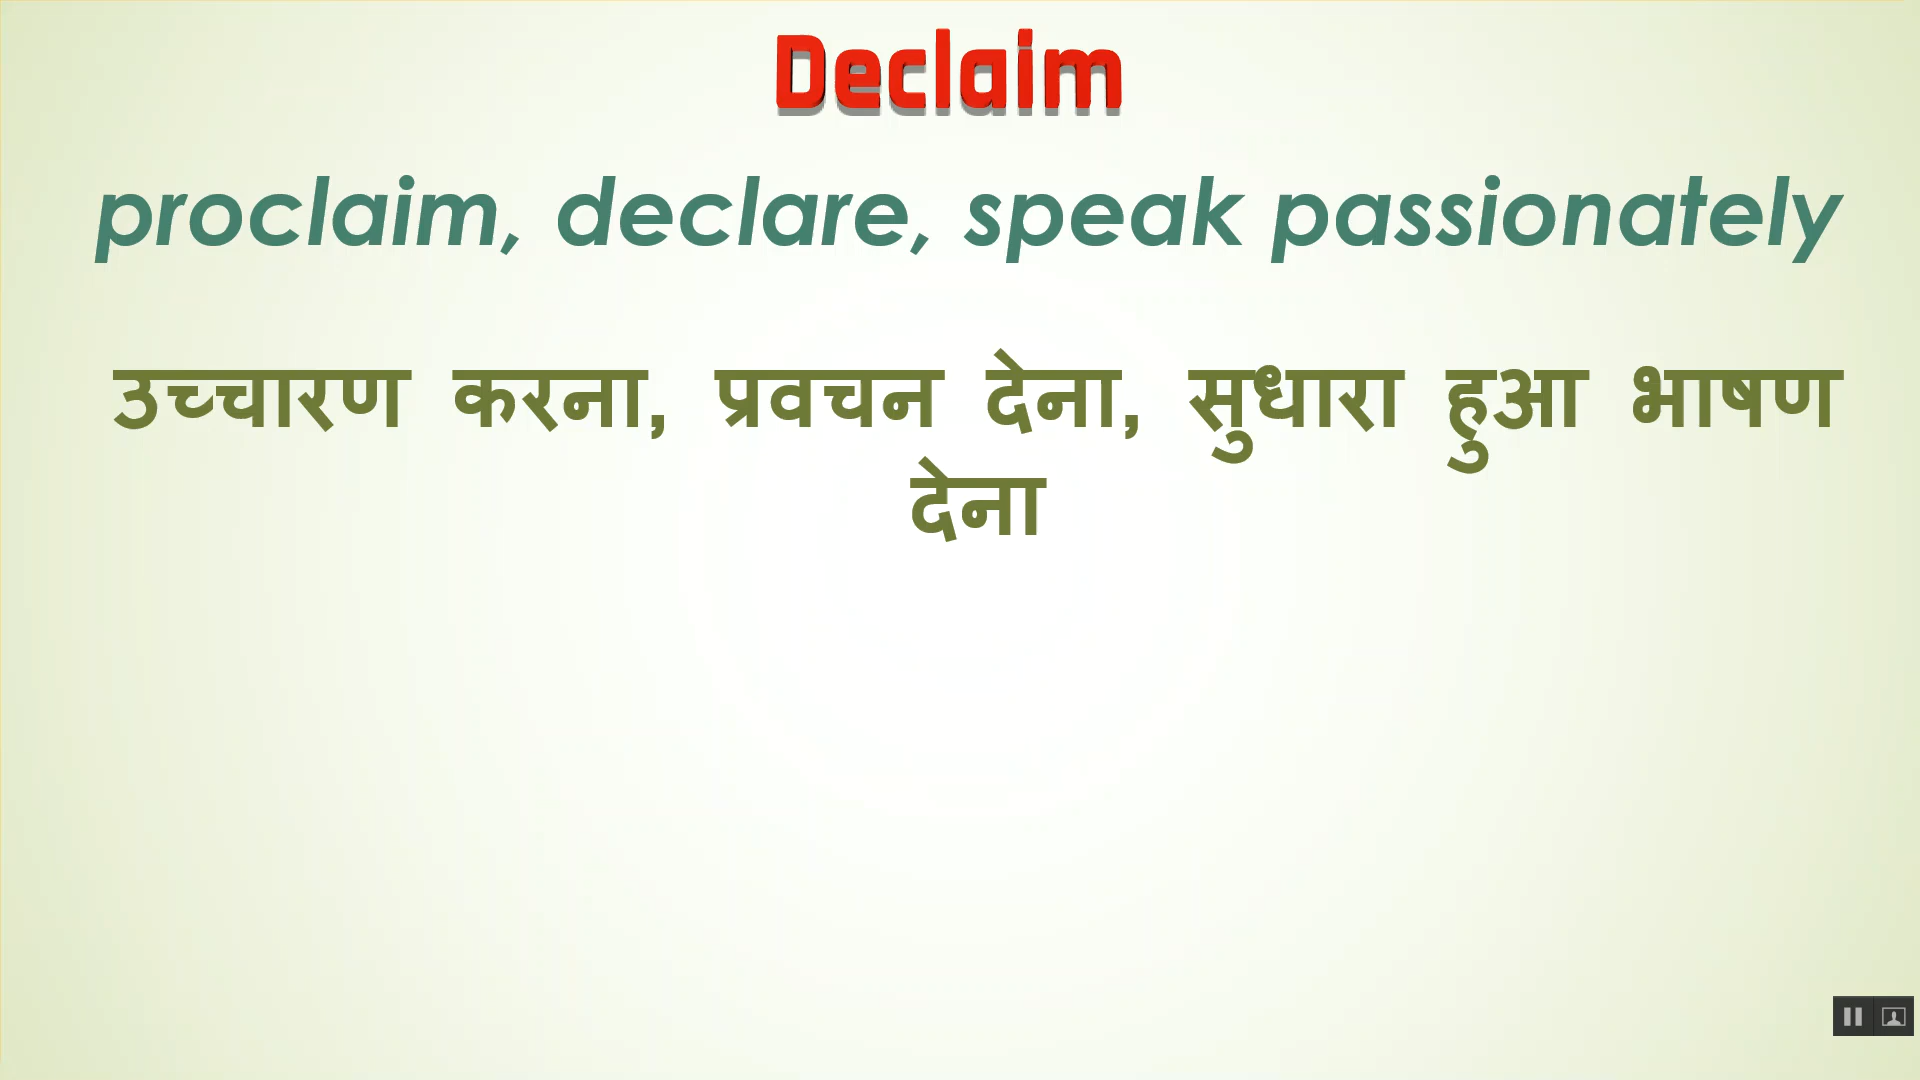 Declaim
proclaim, declare, speak passionately
उच्चारण करना, प्रवचन देना, सुधारा हुआ भाषण
देना